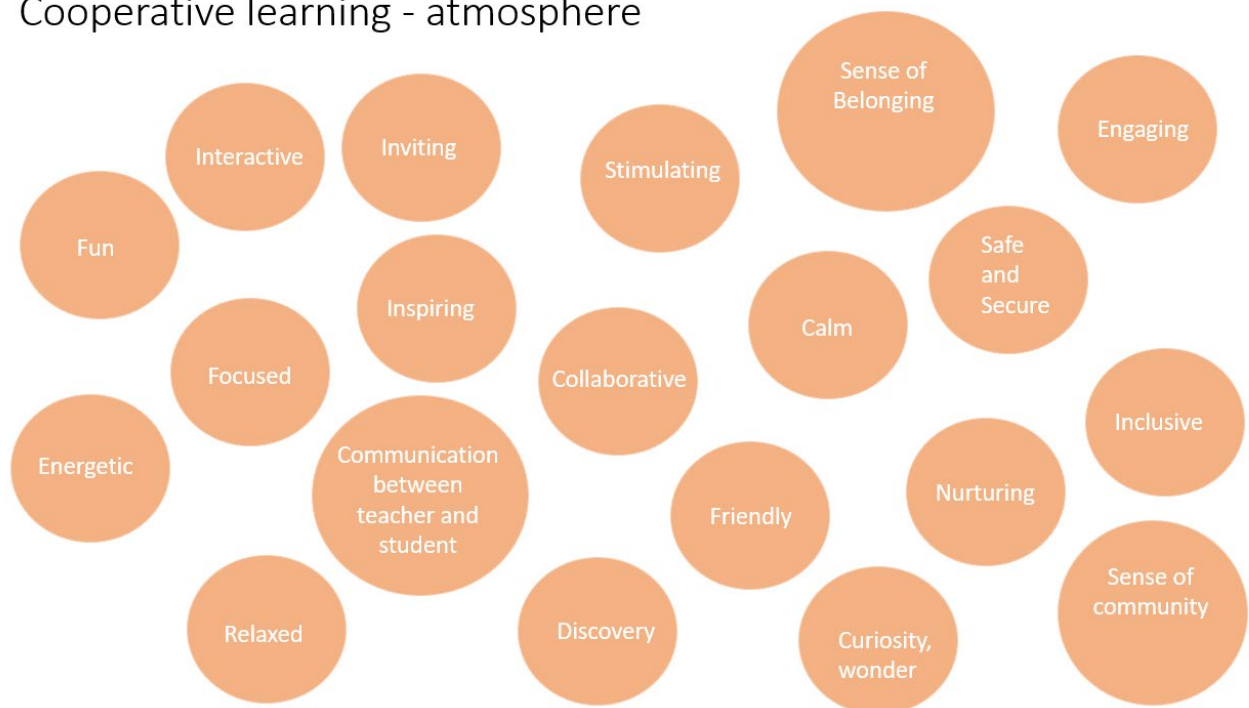 Cooperative learning - atmosphere
Sense of
Belonging
Engaging
Inviting
Interactive
Stimulating
Fun
Safe
and
Secure
Inspiring
Calm
Focused
Collaborative
Inclusive
Energetic
Communication
between
teacher and
student
Friendly
Nurturing
Sense of
community
Relaxed
Discovery
Curiosity,
wonder